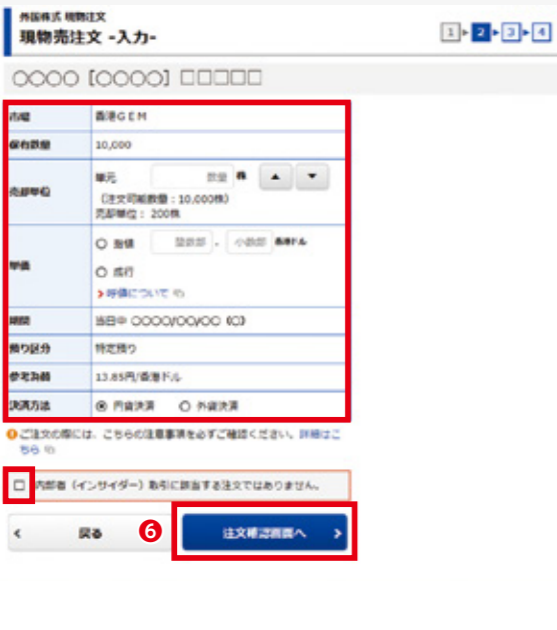 外国株式 現物注文
現物売注文 -入力-
1 2 3 4
○○○○ [○○○○] □□□□□
市場 香港GEM
保有数量 10,000
売却単位 単元 数量 株 ▲ ▼
(注文可能数量：10,000株)
売却単位： 200株
単価 ○ 指値 整数部 . 小数部 香港ドル
○ 成行
> 呼値について
期間 当日中 ○○○○/○○/○○ (○)
預り区分 特定預り
参考為替 13.85円/香港ドル
決済方法 ◉ 円貨決済 ○ 外貨決済
ご注文の際には、こちらの注意事項を必ずご確認ください。詳細はこ
ちら
□ 内部者（インサイダー）取引に該当する注文ではありません。
< 戻る ❻ 注文確認画面へ >